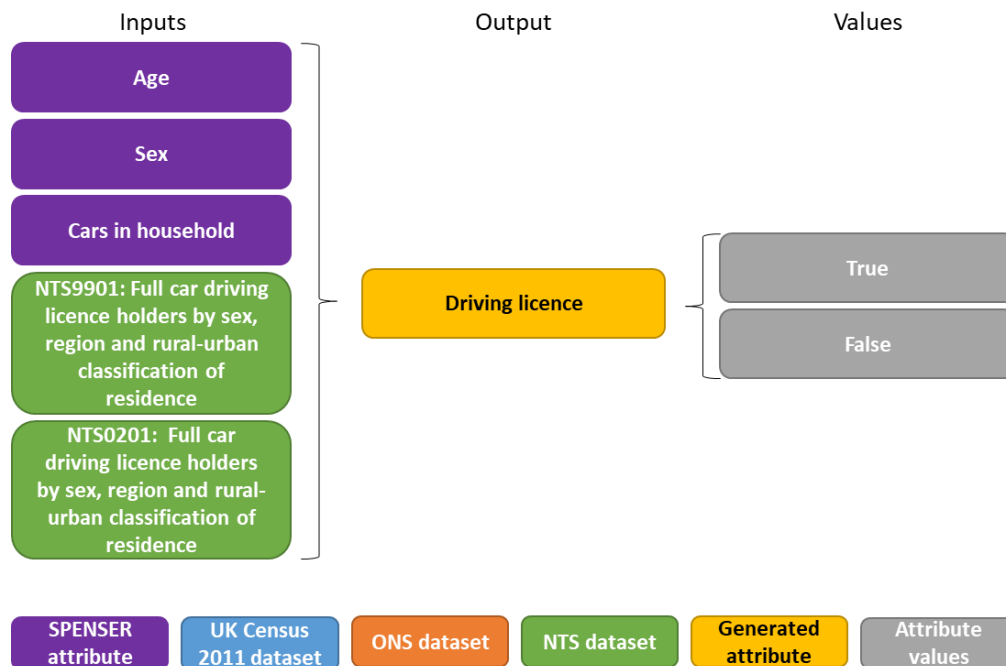 Inputs
Output
Values
Age
Sex
Cars in household
NTS9901: Full car driving
licence holders by sex,
region and rural-urban
classification of
residence
NTS0201:  Full car
driving licence holders
by sex, region and rural-
urban classification of
residence
Driving licence
True
False
SPENSER
attribute
UK Census
2011 dataset
ONS dataset
NTS dataset
Generated
attribute
Attribute
values